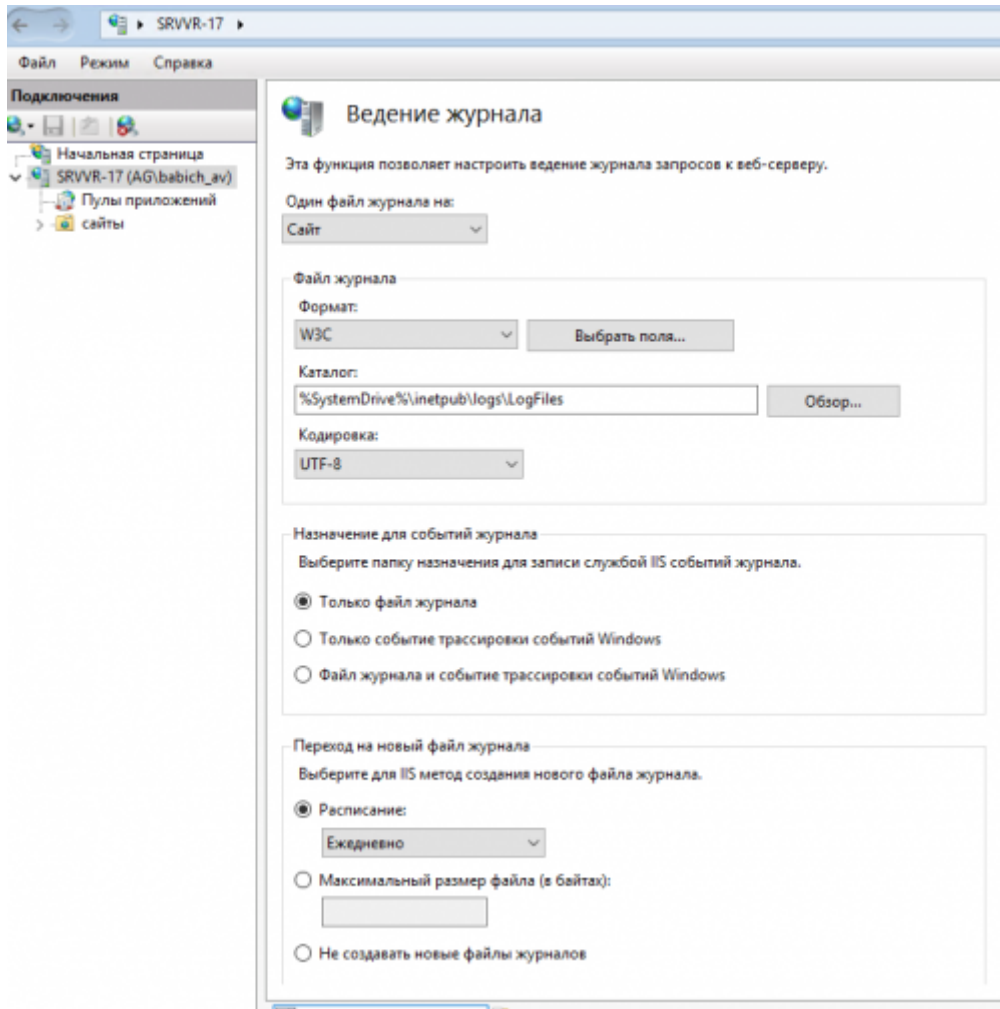 SRVVR-17
Файл Режим Справка
Подключения
Начальная страница
SRVVR-17 (AG\babich_av)
Пулы приложений
сайты
Ведение журнала
Эта функция позволяет настроить ведение журнала запросов к веб-серверу.
Один файл журнала на:
Сайт
Файл журнала
Формат:
W3C
Выбрать поля...
Каталог:
%SystemDrive%\inetpub\logs\LogFiles
Обзор...
Кодировка:
UTF-8
Назначение для событий журнала
Выберите папку назначения для записи службой IIS событий журнала.
Только файл журнала
Только событие трассировки событий Windows
Файл журнала и событие трассировки событий Windows
Переход на новый файл журнала
Выберите для IIS метод создания нового файла журнала.
Расписание:
Ежедневно
Максимальный размер файла (в байтах):
Не создавать новые файлы журналов